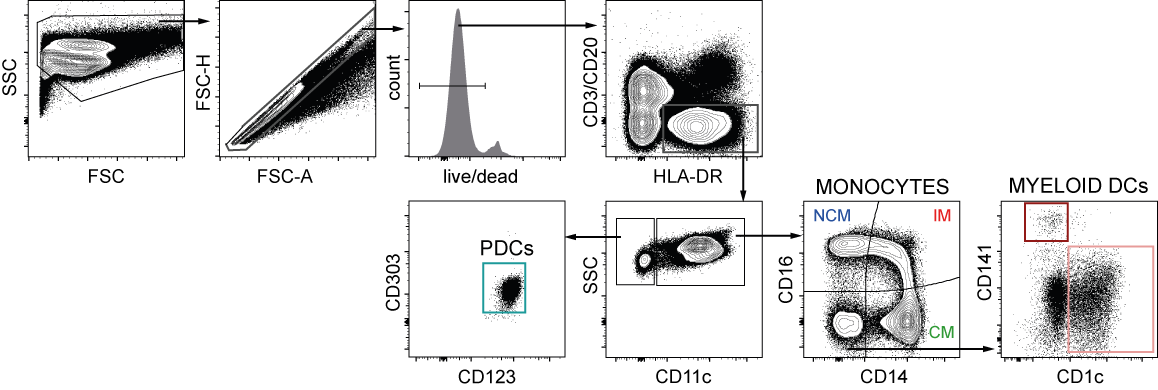 SSC
FSC
FSC-H
FSC-A
count
live/dead
CD3/CD20
HLA-DR
CD303
PDCs
CD123
SSC
CD11c
MONOCYTES
NCM
IM
CD16
CM
CD14
MYELOID DCs
CD141
CD1c